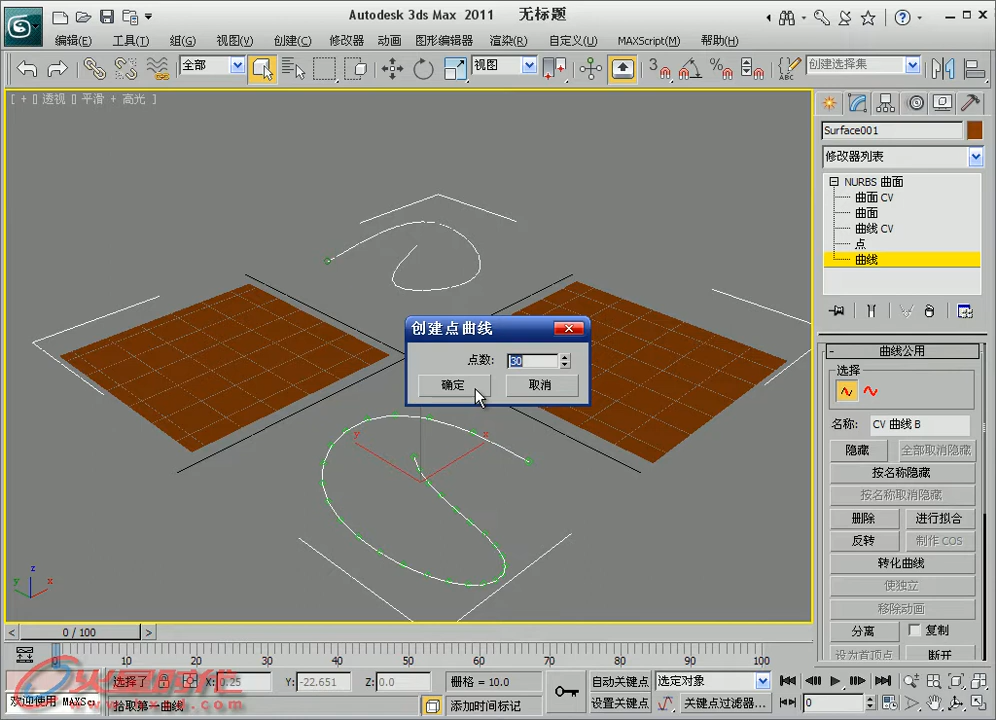 Autodesk 3ds Max 2011 无标题
编辑(E) 工具(T) 组(G) 视图(V) 创建(C) 修改器 动画 图形编辑器 渲染(R) 自定义(U) MAXScript(M) 帮助(H)
全部 视图 3 ABC 创建选择集
[ + 0 透视 0 平滑 + 高光 ]
Surface001
修改器列表
NURBS 曲面
曲面 CV
曲面
曲线 CV
点
曲线
创建点曲线
点数: 30
确定 取消
曲线公用
选择
名称: CV 曲线 B
隐藏 全部取消隐藏
按名称隐藏
按名称取消隐藏
删除 进行拟合
反转 制作 COS
转化曲线
使独立
移除动画
分离 复制
设为首顶点 断开
y x
z
y x
< 0 / 100 >
0 10 20 30 40 50 60 70 80 90 100
选择了 X: 0.25 Y: -22.651 Z: 0.0 栅格 = 10.0 自动关键点 选定对象
欢迎使用 MAXSc 拾取第一曲线 添加时间标记 设置关键点 关键点过滤器... 0